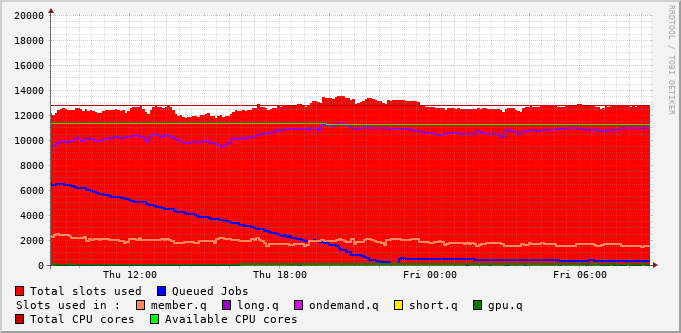 20000
18000
16000
14000
12000
10000
8000
6000
4000
2000
0
Thu 12:00 Thu 18:00 Fri 00:00 Fri 06:00
Total slots used Queued Jobs
Slots used in : member.q long.q ondemand.q short.q gpu.q
Total CPU cores Available CPU cores
RRDTOOL / TOBI OETIKER